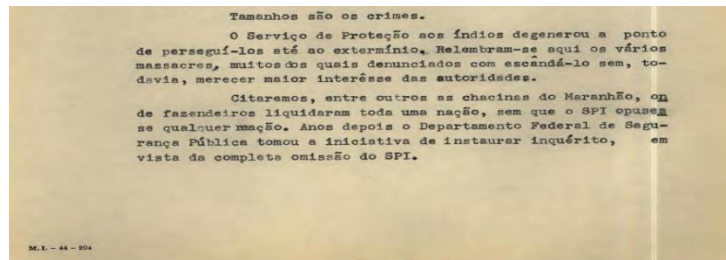 Tamanhos são os crimes.
O Serviço de Proteção aos Índios degenerou a ponto
de perseguí-los até ao extermínio. Relembram-se aqui os vários
massacres, muitos dos quais denunciados com escândá-lo sem, to-
davia, merecer maior interêsse das autoridades.
Citaremos, entre outros as chacinas do Maranhão, on
de fazendeiros liquidaram toda uma nação, sem que o SPI opuses
se qualquer reação. Anos depois o Departamento Federal de Segu-
rança Pública tomou a iniciativa de instaurar inquérito, em
vista da completa omissão do SPI.
M. I. - 44 - 204